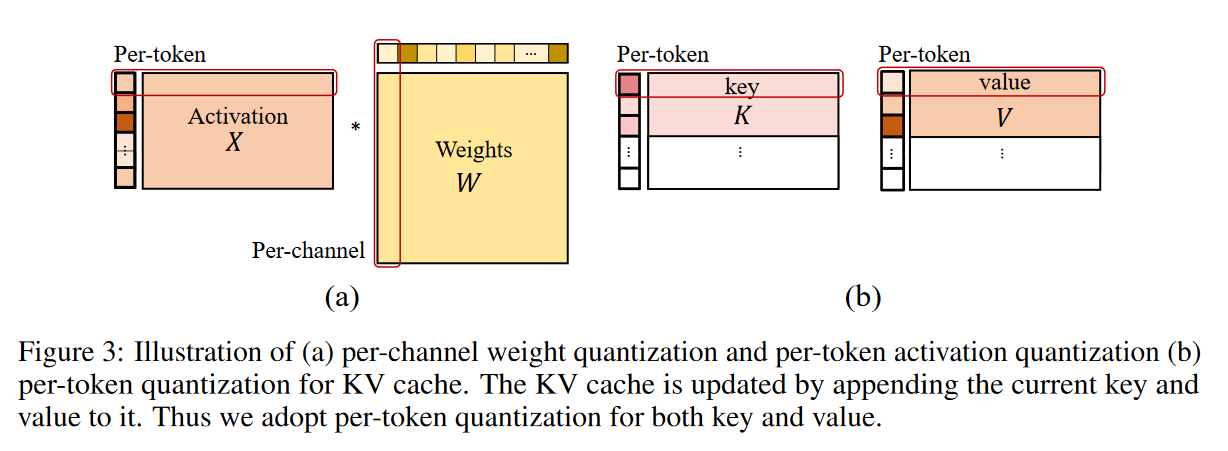 Per-token
Activation
X
⋮
*
...
Weights
W
Per-channel
(a)
Per-token
key
K
⋮
⋮
Per-token
value
V
⋮
⋮
(b)
Figure 3: Illustration of (a) per-channel weight quantization and per-token activation quantization (b)
per-token quantization for KV cache. The KV cache is updated by appending the current key and
value to it. Thus we adopt per-token quantization for both key and value.